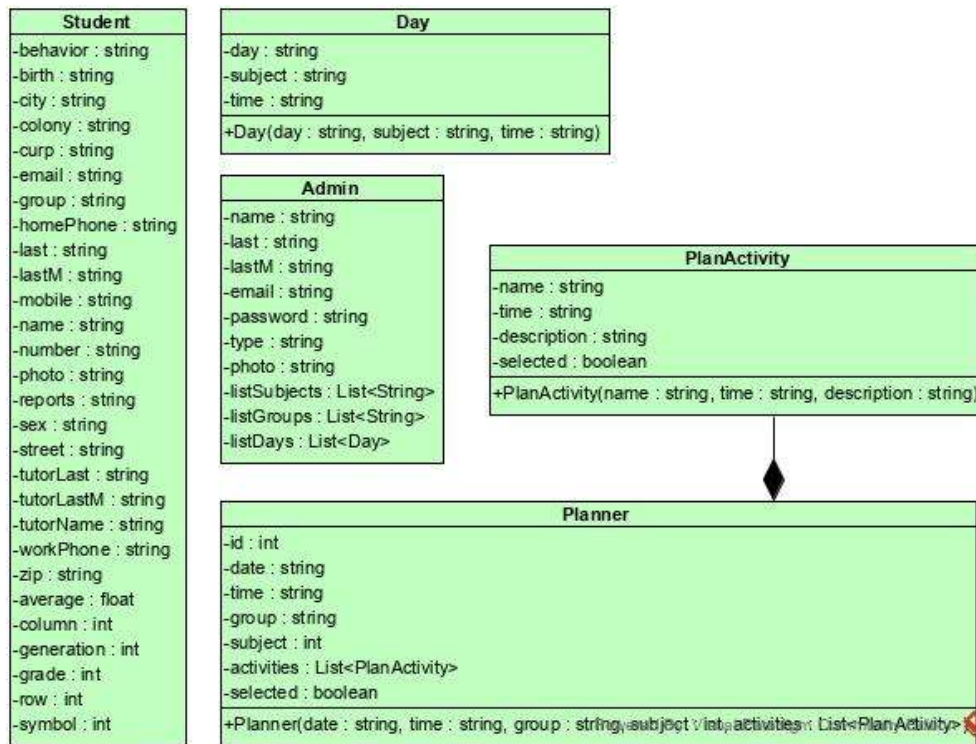 Student
-behavior : string
-birth : string
-city : string
-colony : string
-curp : string
-email : string
-group : string
-homePhone : string
-last : string
-lastM : string
-mobile : string
-name : string
-number : string
-photo : string
-reports : string
-sex : string
-street : string
-tutorLast : string
-tutorLastM : string
-tutorName : string
-workPhone : string
-zip : string
-average : float
-column : int
-generation : int
-grade : int
-row : int
-symbol : int
Day
-day : string
-subject : string
-time : string
+Day(day : string, subject : string, time : string)
Admin
-name : string
-last : string
-lastM : string
-email : string
-password : string
-type : string
-photo : string
-listSubjects : List<String>
-listGroups : List<String>
-listDays : List<Day>
PlanActivity
-name : string
-time : string
-description : string
-selected : boolean
+PlanActivity(name : string, time : string, description : string)
Planner
-id : int
-date : string
-time : string
-group : string
-subject : int
-activities : List<PlanActivity>
-selected : boolean
+Planner(date : string, time : string, group : string, subject : int, activities : List<PlanActivity>